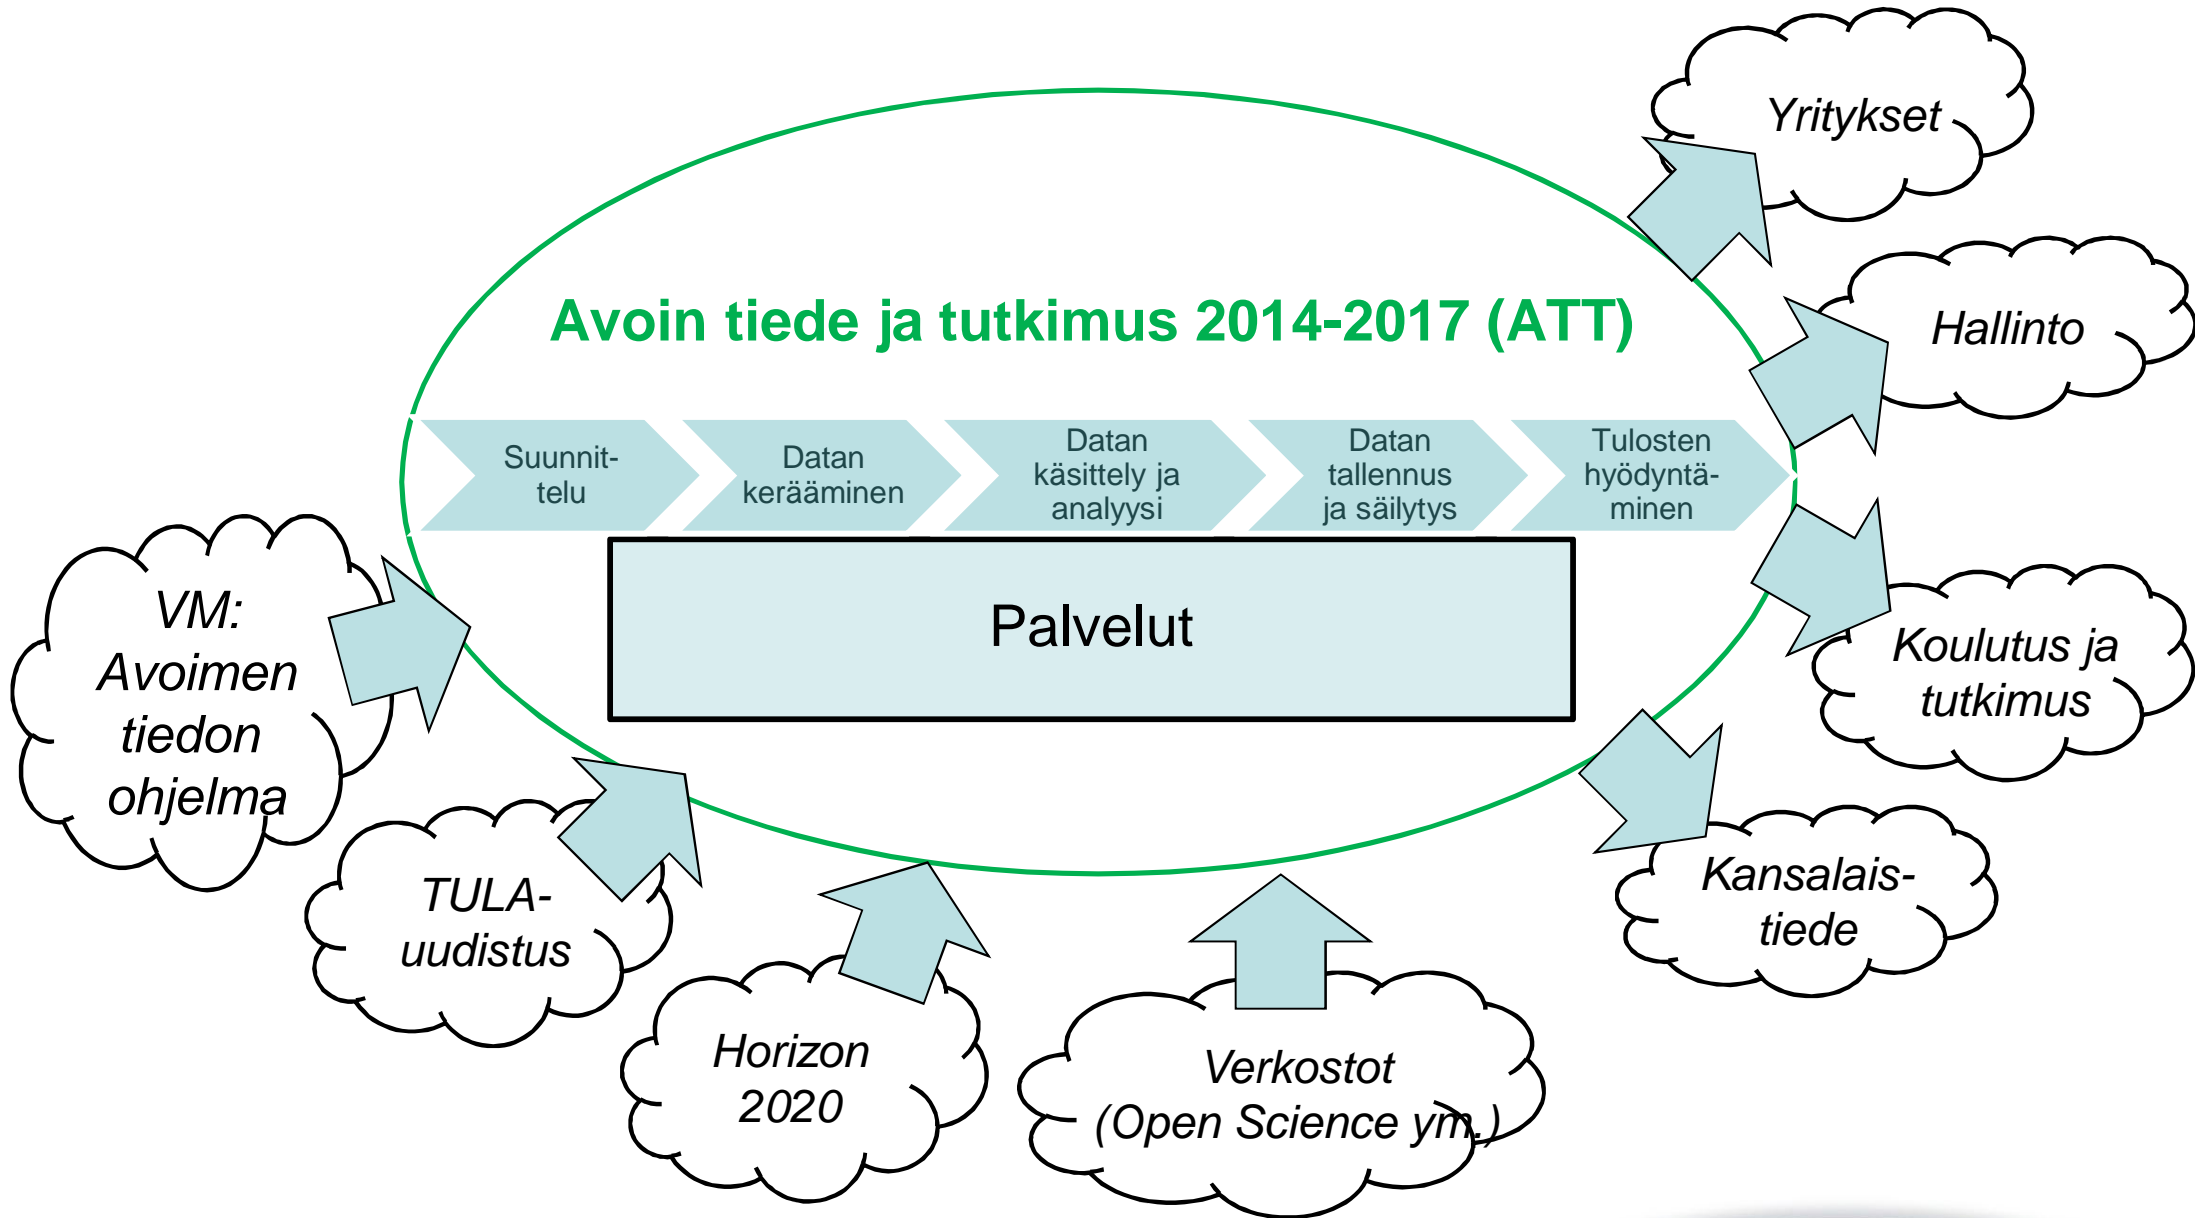 Yritykset
Hallinto
Avoin tiede ja tutkimus 2014-2017 (ATT)
Suunnit-
telu
Datan
kerääminen
Datan
käsittely ja
analyysi
Datan
tallennus
ja säilytys
Tulosten
hyödyntä-
minen
Palvelut
VM:
Avoimen
tiedon
ohjelma
TULA-
uudistus
Horizon
2020
Verkostot
(Open Science ym.)
Koulutus ja
tutkimus
Kansalais-
tiede